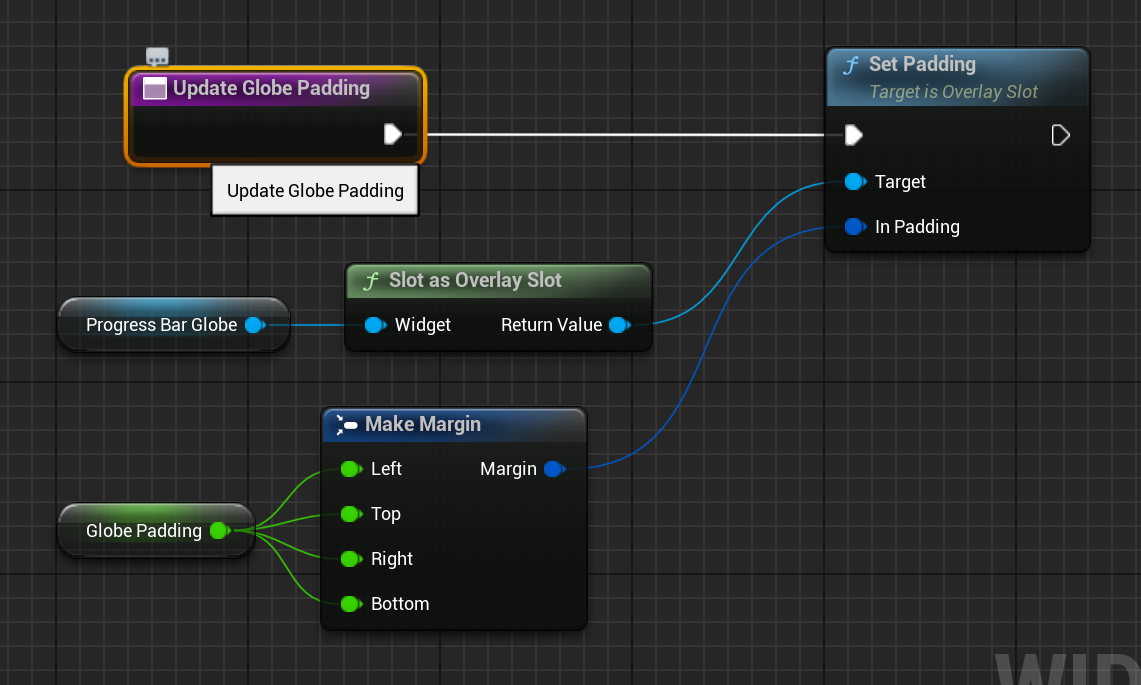 Update Globe Padding
Update Globe Padding
Set Padding
Target is Overlay Slot
Target
In Padding
Slot as Overlay Slot
Progress Bar Globe
Widget
Return Value
Make Margin
Left
Margin
Top
Right
Bottom
Globe Padding
WID